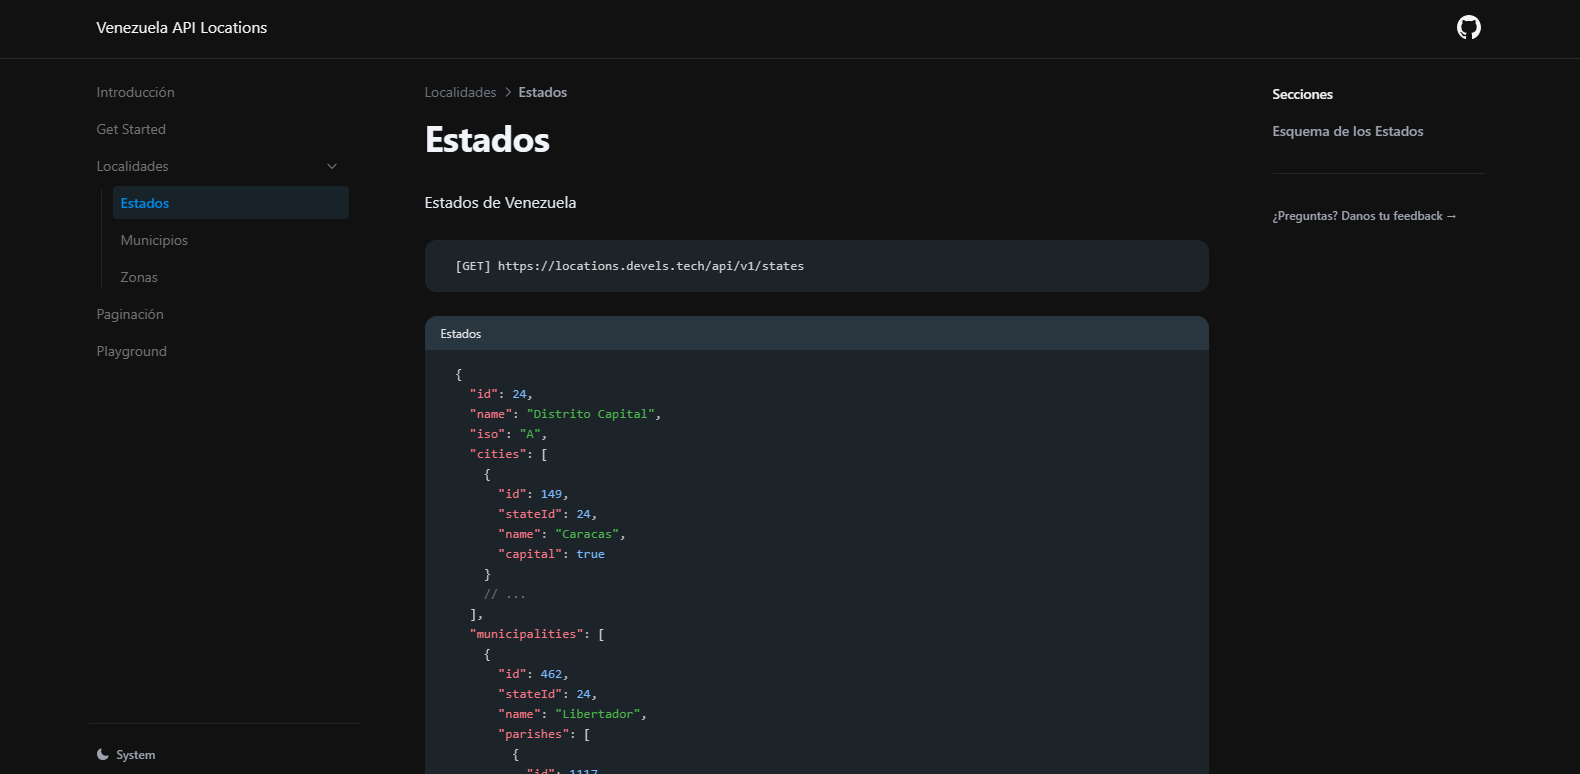 Venezuela API Locations
Introducción
Get Started
Localidades
Estados
Municipios
Zonas
Paginación
Playground
System
Localidades > Estados
Estados
Estados de Venezuela
[GET] https://locations.devels.tech/api/v1/states
Estados
{
"id": 24,
"name": "Distrito Capital",
"iso": "A",
"cities": [
{
"id": 149,
"stateId": 24,
"name": "Caracas",
"capital": true
}
// ...
],
"municipalities": [
{
"id": 462,
"stateId": 24,
"name": "Libertador",
"parishes": [
{
"id": 1117
Secciones
Esquema de los Estados
¿Preguntas? Danos tu feedback →